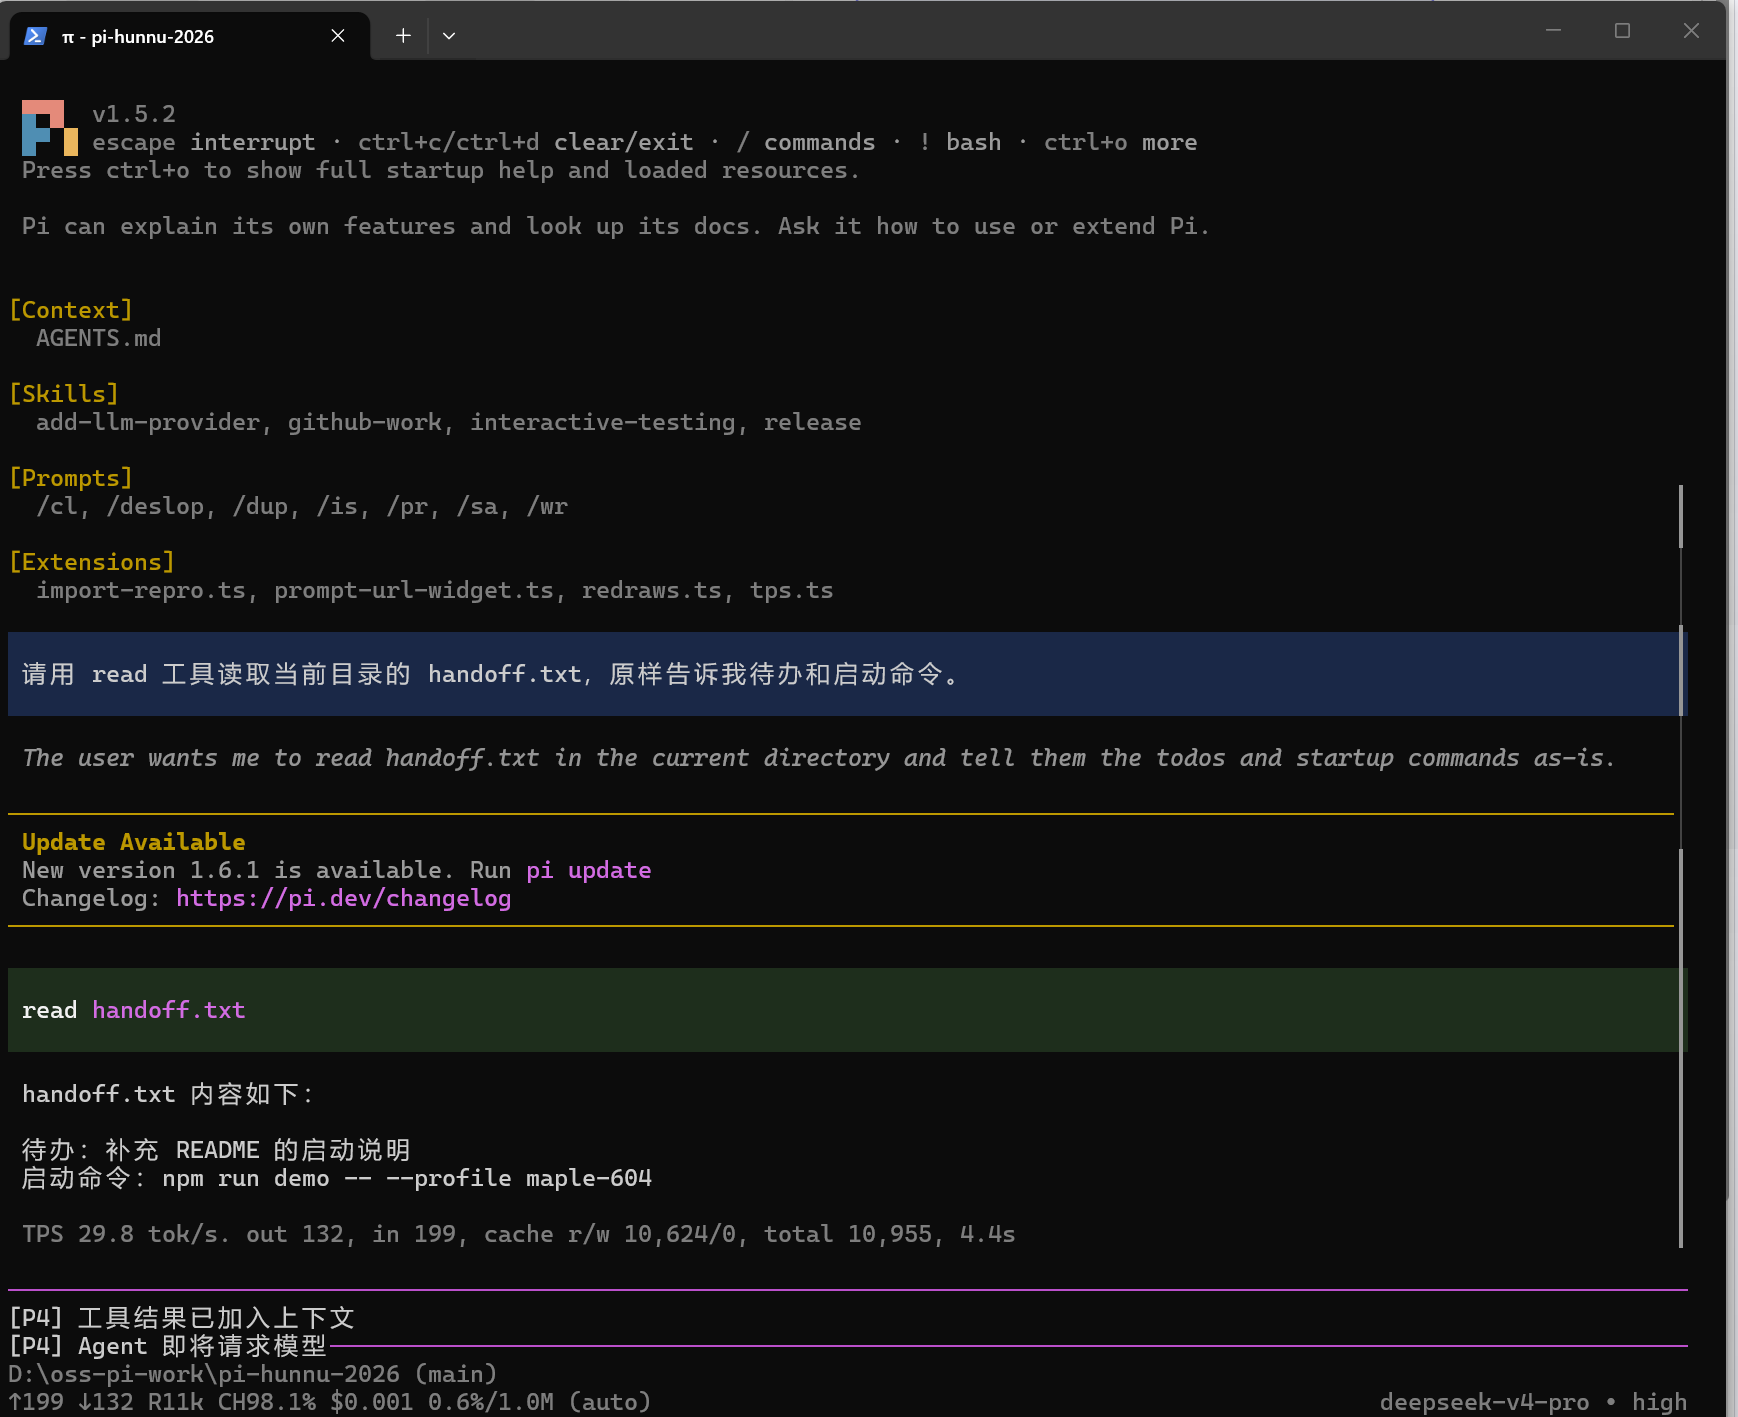 π - pi-hunnu-2026
v1.5.2
escape interrupt · ctrl+c/ctrl+d clear/exit · / commands · ! bash · ctrl+o more
Press ctrl+o to show full startup help and loaded resources.
Pi can explain its own features and look up its docs. Ask it how to use or extend Pi.
[Context]
AGENTS.md
[Skills]
add-llm-provider, github-work, interactive-testing, release
[Prompts]
/cl, /deslop, /dup, /is, /pr, /sa, /wr
[Extensions]
import-repro.ts, prompt-url-widget.ts, redraws.ts, tps.ts
请用 read 工具读取当前目录的 handoff.txt，原样告诉我待办和启动命令。
The user wants me to read handoff.txt in the current directory and tell them the todos and startup commands as-is.
Update Available
New version 1.6.1 is available. Run pi update
Changelog: https://pi.dev/changelog
read handoff.txt
handoff.txt 内容如下：
待办：补充 README 的启动说明
启动命令：npm run demo -- --profile maple-604
TPS 29.8 tok/s. out 132, in 199, cache r/w 10,624/0, total 10,955, 4.4s
[P4] 工具结果已加入上下文
[P4] Agent 即将请求模型
D:\oss-pi-work\pi-hunnu-2026 (main)
↑199 ↓132 R11k CH98.1% $0.001 0.6%/1.0M (auto) deepseek-v4-pro • high